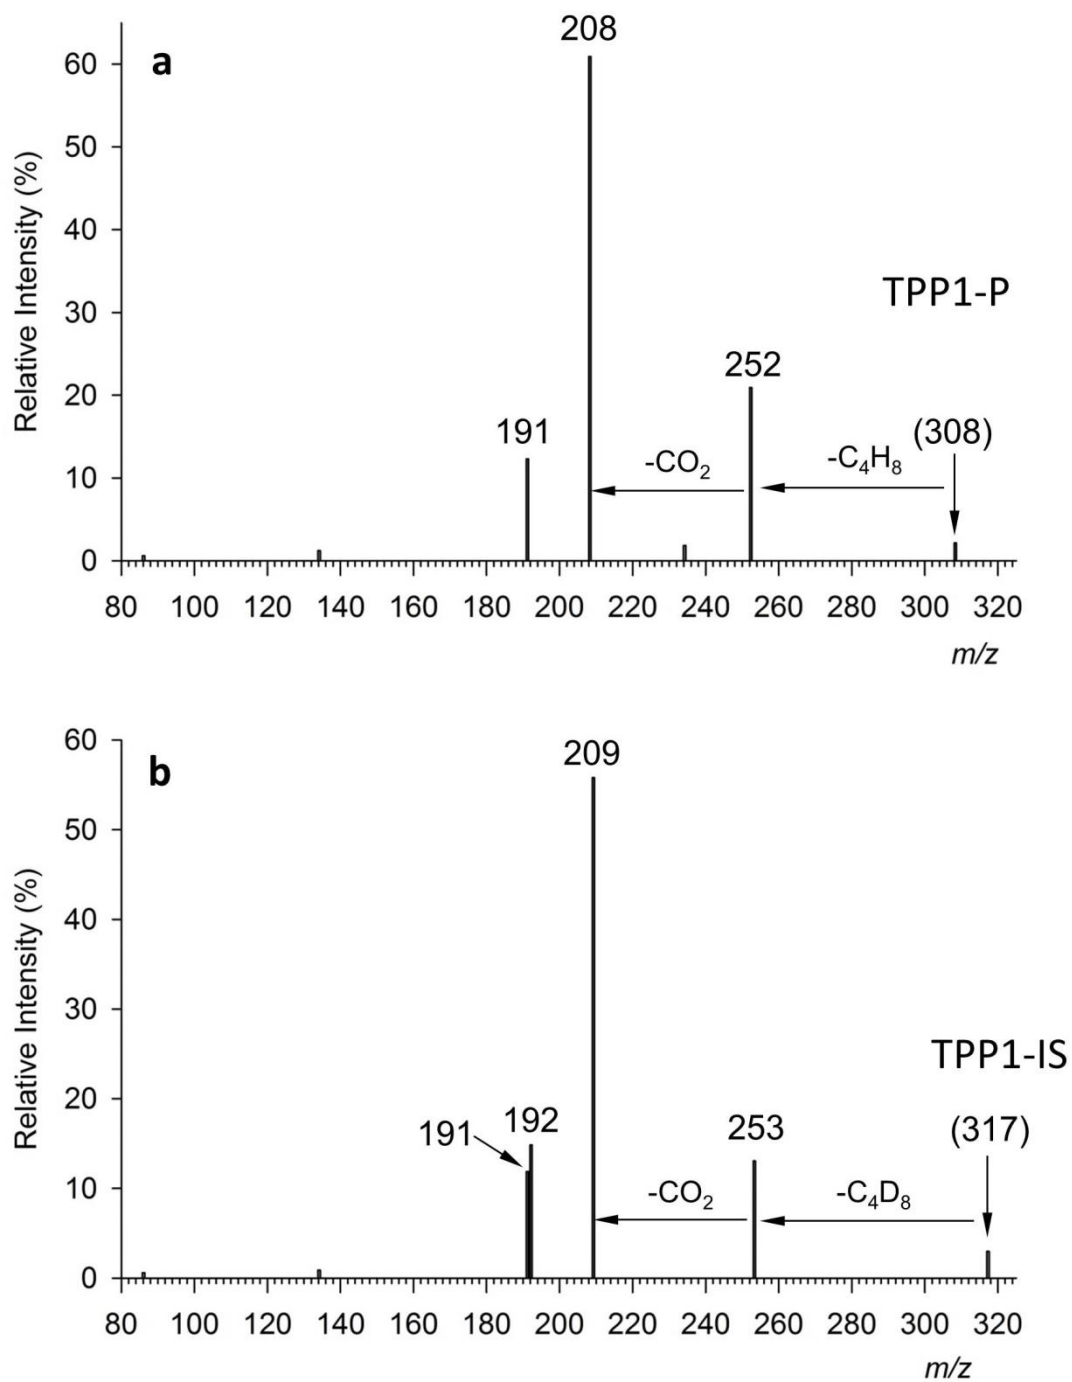 a
Relative Intensity (%)
60
50
40
30
20
10
0
208
TPP1-P
252
191
(308)
-CO₂
-C₄H₈
80 100 120 140 160 180 200 220 240 260 280 300 320
m/z
b
Relative Intensity (%)
60
50
40
30
20
10
0
209
TPP1-IS
191
192
253
(317)
-CO₂
-C₄D₈
80 100 120 140 160 180 200 220 240 260 280 300 320
m/z